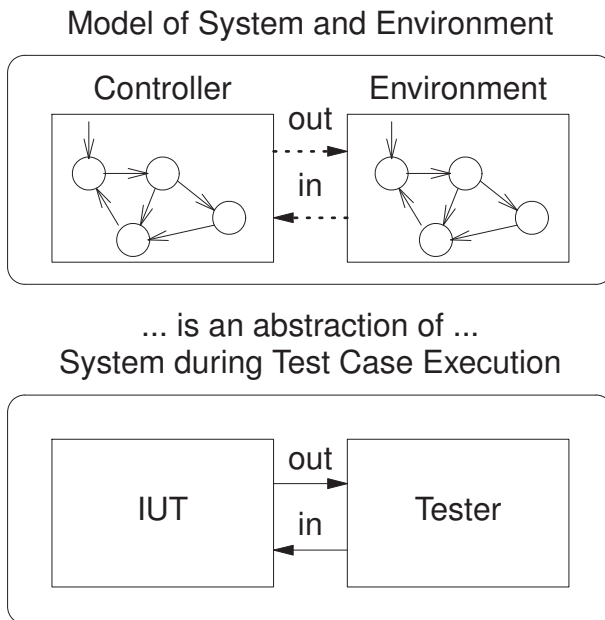 Model of System and Environment
Controller
Environment
out
in
... is an abstraction of ...
System during Test Case Execution
IUT
out
in
Tester